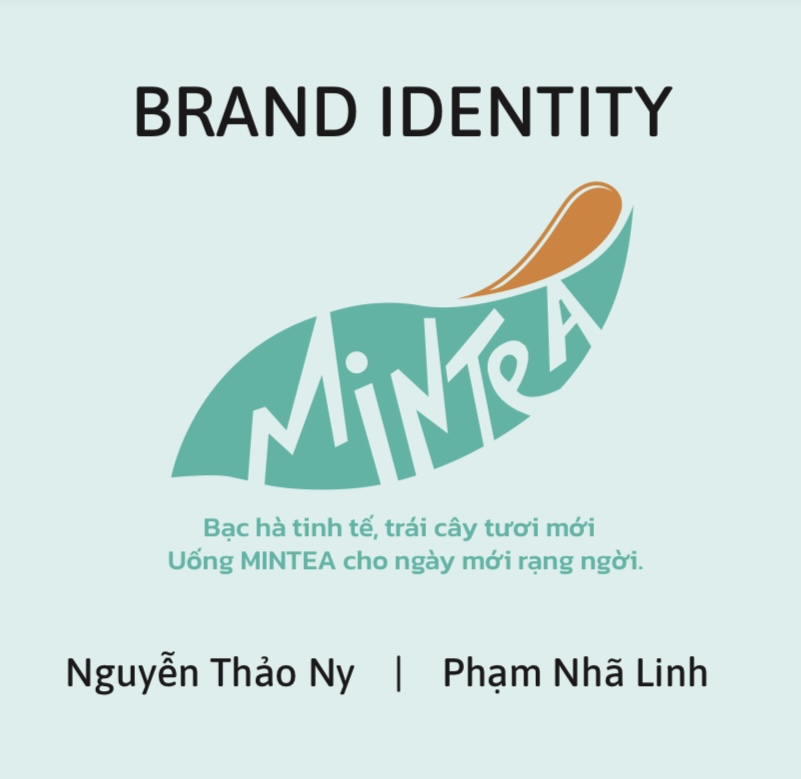 BRAND IDENTITY
MiNTeA
Bạc hà tinh tế, trái cây tươi mới
Uống MINTEA cho ngày mới rạng ngời.
Nguyễn Thảo Ny | Phạm Nhã Linh